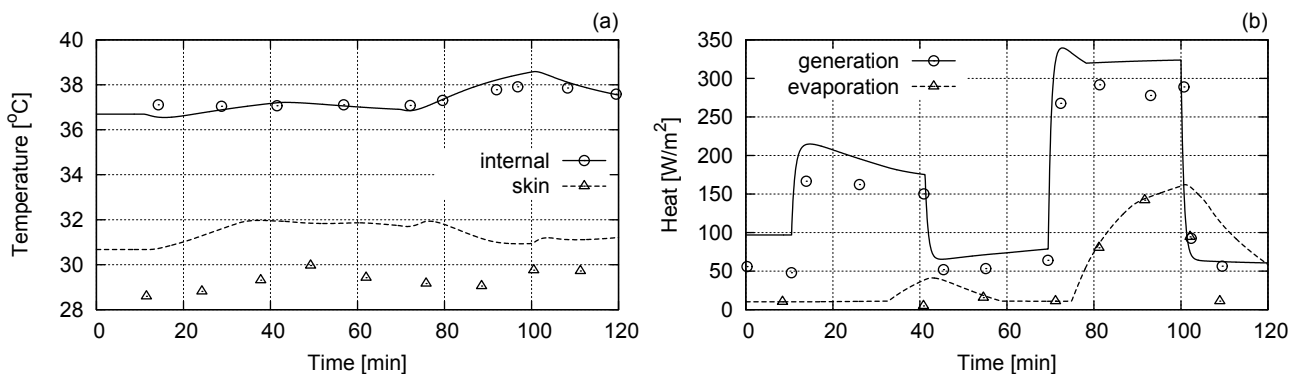 (a)
40
38
36
34
32
30
28
Temperature [°C]
internal
skin
0
20
40
60
80
100
120
Time [min]
(b)
350
300
250
200
150
100
50
0
Heat [W/m²]
generation
evaporation
0
20
40
60
80
100
120
Time [min]